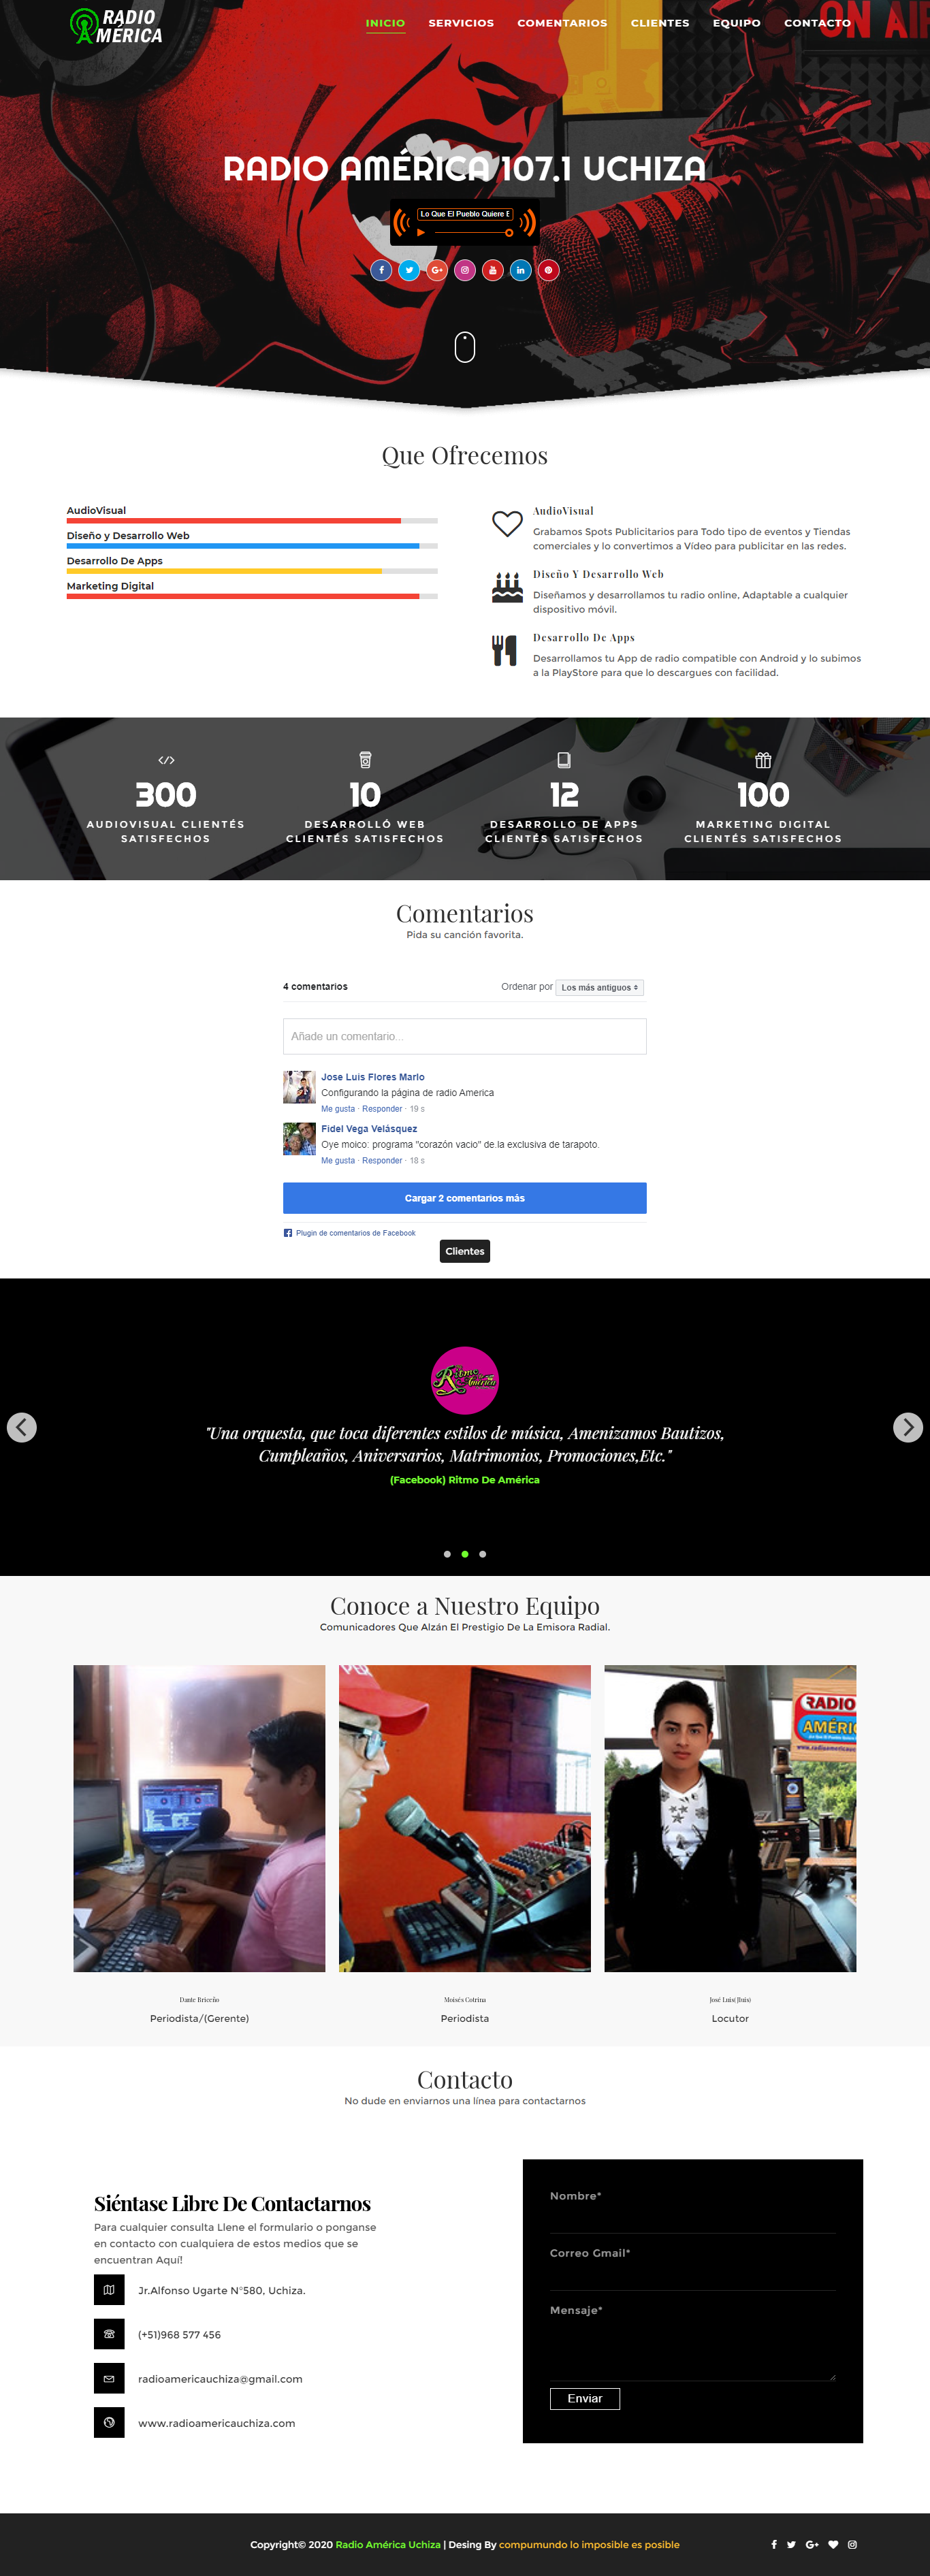 RADIO
AMERICA
INICIO SERVICIOS COMENTARIOS CLIENTES EQUIPO CONTACTO
ON AIR
RADIO AMÉRICA 107.1 UCHIZA
Lo Que El Pueblo Quiere E
Que Ofrecemos
AudioVisual
Diseño y Desarrollo Web
Desarrollo De Apps
Marketing Digital
AudioVisual
Grabamos Spots Publicitarios para Todo tipo de eventos y Tiendas
comerciales y lo convertimos a Vídeo para publicitar en las redes.
Diseño Y Desarrollo Web
Diseñamos y desarrollamos tu radio online, Adaptable a cualquier
dispositivo móvil.
Desarrollo De Apps
Desarrollamos tu App de radio compatible con Android y lo subimos
a la PlayStore para que lo descargues con facilidad.
300
AUDIOVISUAL CLIENTÉS
SATISFECHOS
10
DESARROLLÓ WEB
CLIENTÉS SATISFECHOS
12
DESARROLLO DE APPS
CLIENTÉS SATISFECHOS
100
MARKETING DIGITAL
CLIENTÉS SATISFECHOS
Comentarios
Pida su canción favorita.
4 comentarios
Ordenar por Los más antiguos
Añade un comentario...
Jose Luis Flores Marlo
Configurando la página de radio America
Me gusta · Responder · 19 s
Fidel Vega Velásquez
Oye moico: programa "corazón vacio" de.la exclusiva de tarapoto.
Me gusta · Responder · 18 s
Cargar 2 comentarios más
Plugin de comentarios de Facebook
Clientes
Ritmo de
América
"Una orquesta, que toca diferentes estilos de música, Amenizamos Bautizos,
Cumpleaños, Aniversarios, Matrimonios, Promociones,Etc."
(Facebook) Ritmo De América
Conoce a Nuestro Equipo
Comunicadores Que Alzán El Prestigio De La Emisora Radial.
RADIO
AMÉRIC
Dante Briceño
Periodista/(Gerente)
Moisés Cotrina
Periodista
José Luis(Jluis)
Locutor
Contacto
No dude en enviarnos una línea para contactarnos
Siéntase Libre De Contactarnos
Para cualquier consulta Llene el formulario o ponganse
en contacto con cualquiera de estos medios que se
encuentran Aquí!
Jr.Alfonso Ugarte N°580, Uchiza.
(+51)968 577 456
radioamericauchiza@gmail.com
www.radioamericauchiza.com
Nombre*
Correo Gmail*
Mensaje*
Enviar
Copyright© 2020 Radio América Uchiza | Desing By compumundo lo imposible es posible